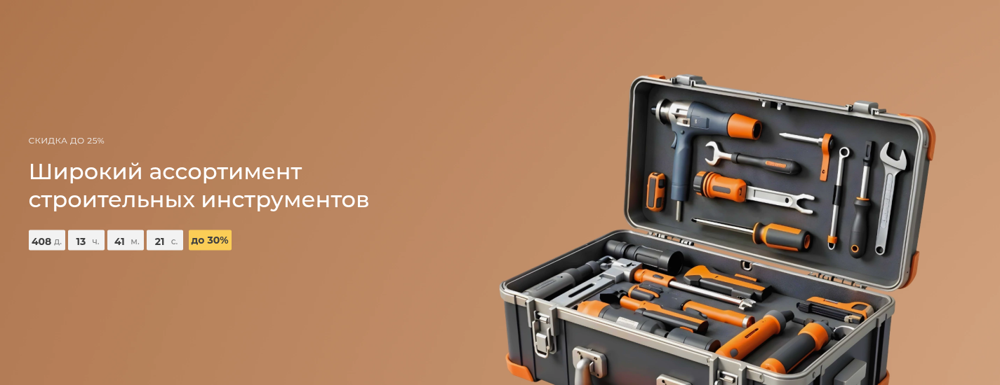 СКИДКА ДО 25%
Широкий ассортимент
строительных инструментов
408 д. 13 ч. 41 м. 21 с. до 30%